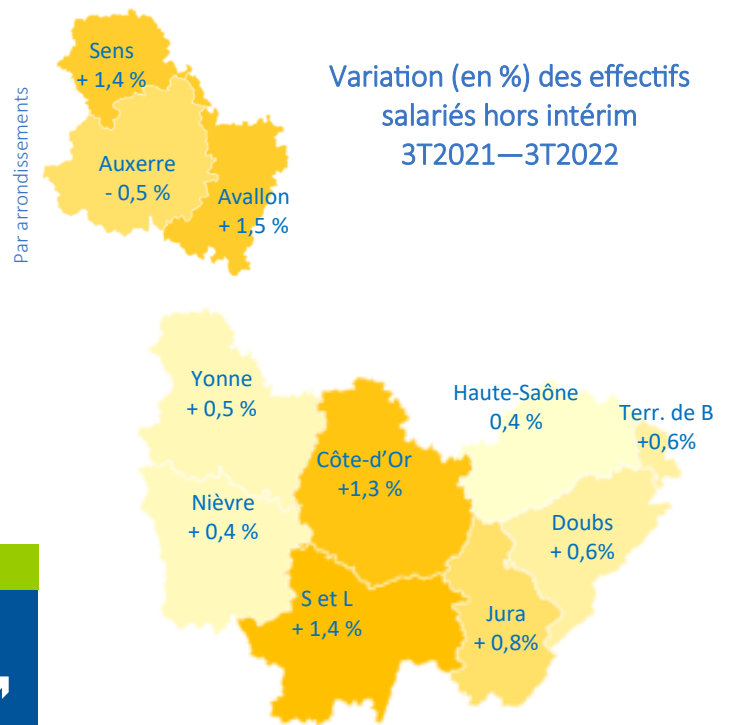 Variation (en %) des effectifs
salariés hors intérim
3T2021—3T2022
Par arrondissements
Sens
+ 1,4 %
Auxerre
- 0,5 %
Avallon
+ 1,5 %
Yonne
+ 0,5 %
Haute-Saône
0,4 %
Terr. de B
+0,6%
Côte-d'Or
+1,3 %
Nièvre
+ 0,4 %
Doubs
+ 0,6%
S et L
+ 1,4 %
Jura
+ 0,8%